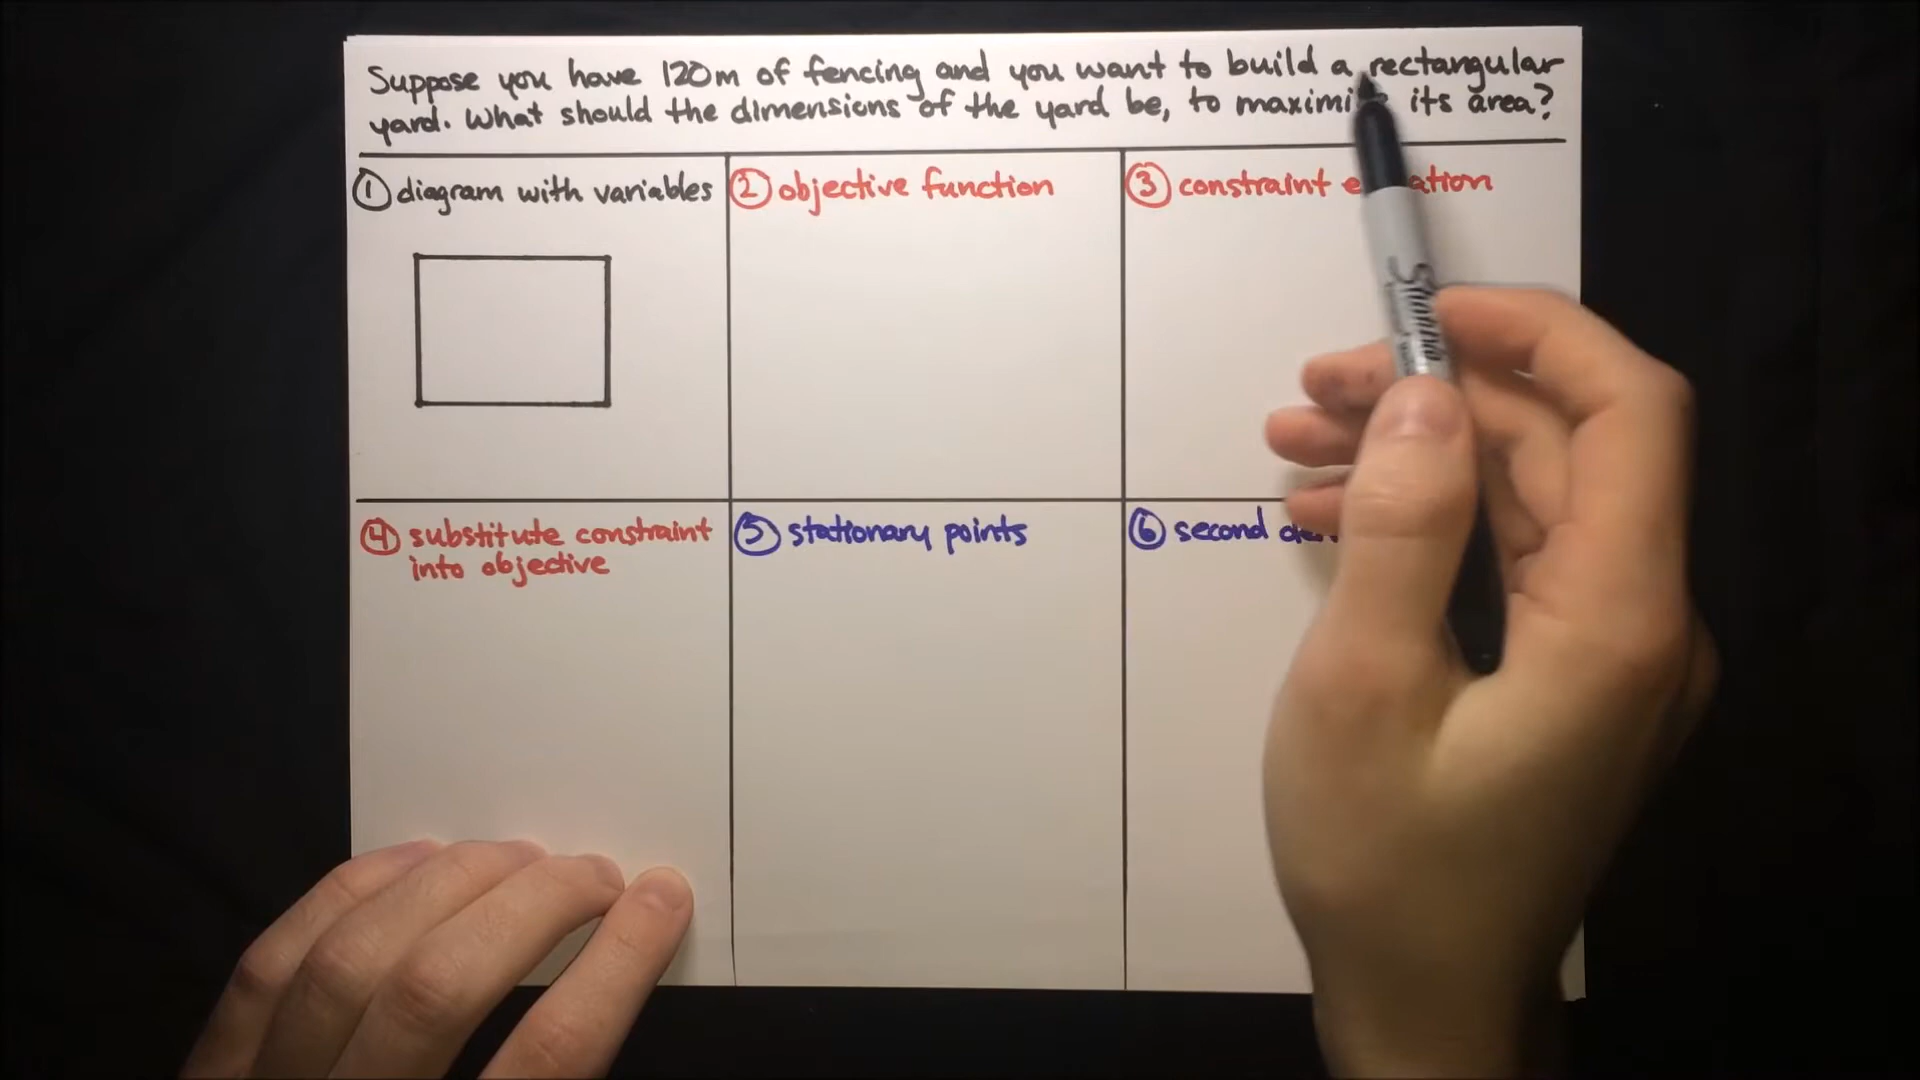 Suppose you have 120m of fencing and you want to build a rectangular
yard. What should the dimensions of the yard be, to its area?
① diagram with variables
② objective function
③ constraint
④ substitute constraint
into objective
⑤ stationary points
⑥ second
Sharpie